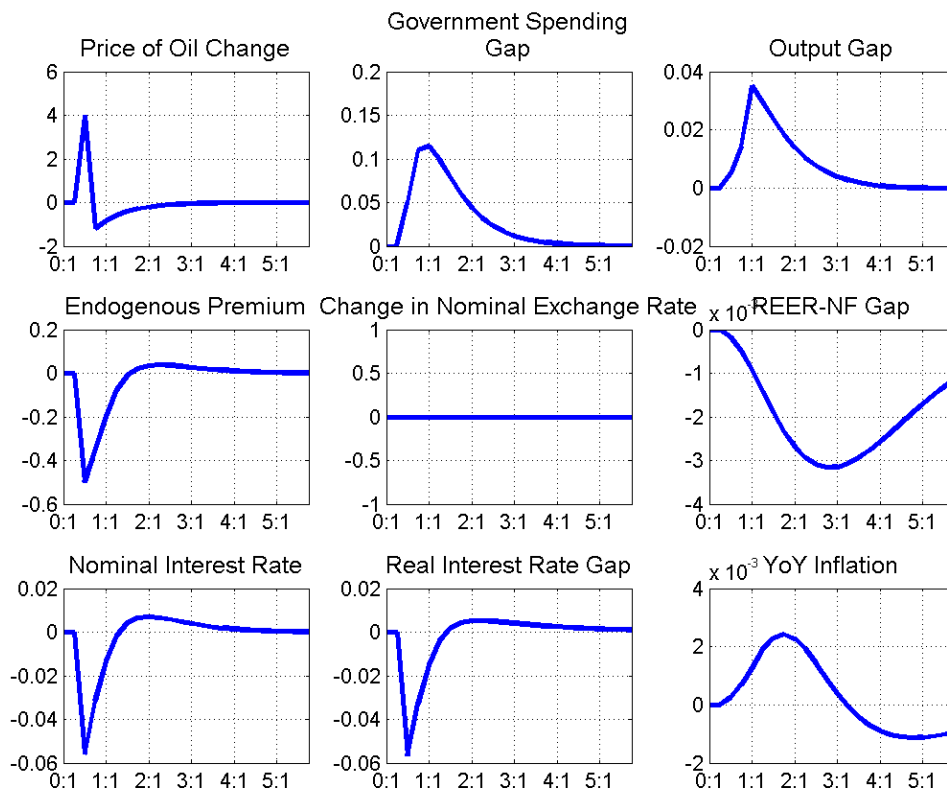 Price of Oil Change
Government Spending
Gap
Output Gap
6
4
2
0
-2
0:1 1:1 2:1 3:1 4:1 5:1
0.2
0.15
0.1
0.05
0
0:1 1:1 2:1 3:1 4:1 5:1
0.04
0.02
0
-0.02
0:1 1:1 2:1 3:1 4:1 5:1
Endogenous Premium
Change in Nominal Exchange Rate
x 10-3 REER-NF Gap
0.2
0
-0.2
-0.4
-0.6
0:1 1:1 2:1 3:1 4:1 5:1
1
0.5
0
-0.5
-1
0:1 1:1 2:1 3:1 4:1 5:1
0
-1
-2
-3
-4
0:1 1:1 2:1 3:1 4:1 5:1
Nominal Interest Rate
Real Interest Rate Gap
x 10-3 YoY Inflation
0.02
0
-0.02
-0.04
-0.06
0:1 1:1 2:1 3:1 4:1 5:1
0.02
0
-0.02
-0.04
-0.06
0:1 1:1 2:1 3:1 4:1 5:1
4
2
0
-2
0:1 1:1 2:1 3:1 4:1 5:1